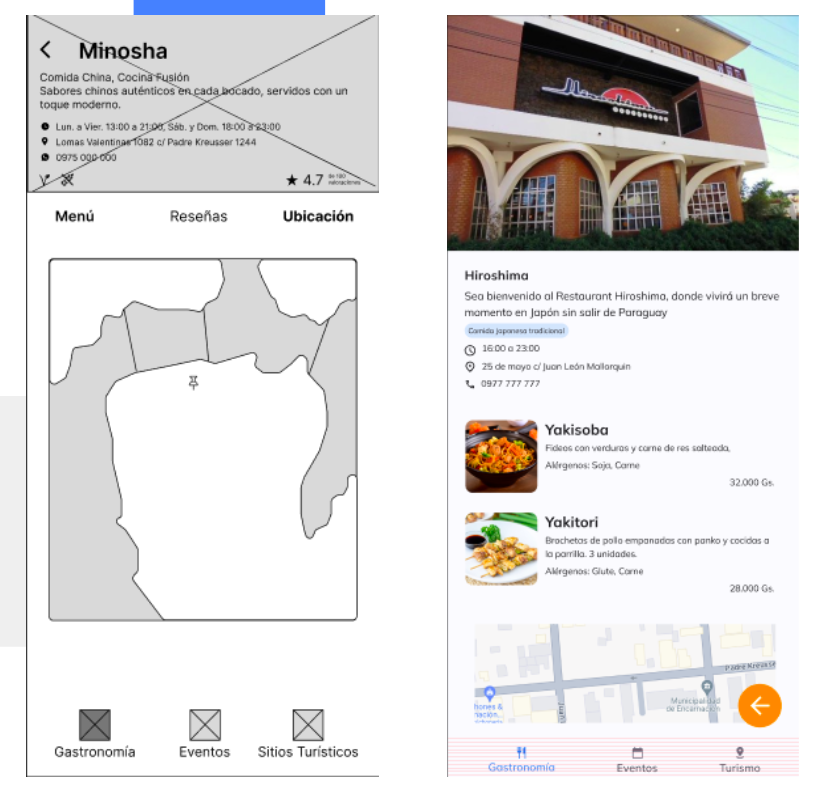 Minosha
Comida China, Cocina Fusión
Sabores chinos auténticos en cada bocado, servidos con un
toque moderno.
Lun. a Vier. 13:00 a 21:00, Sáb. y Dom. 18:00 a 23:00
Lomas Valentinas 1082 c/ Padre Kreusser 1244
0975 000 000
4.7
Menú
Reseñas
Ubicación
Gastronomía
Eventos
Sitios Turísticos
Hiroshima
Hiroshima
Sea bienvenido al Restaurant Hiroshima, donde vivirá un breve
momento en Japón sin salir de Paraguay
Comida japonesa tradicional
16:00 a 23:00
25 de mayo c/ Juan León Mallorquin
0977 777 777
Yakisoba
Fideos con verduras y carne de res salteada,
Alérgenos: Soja, Carne
32.000 Gs.
Yakitori
Brochetas de pollo empanadas con panko y cocidas a
la parrilla. 3 unidades.
Alérgenos: Glute, Carne
28.000 Gs.
Padre Kreuser
Municipalidad
de Encarnación
Gastronomía
Eventos
Turismo